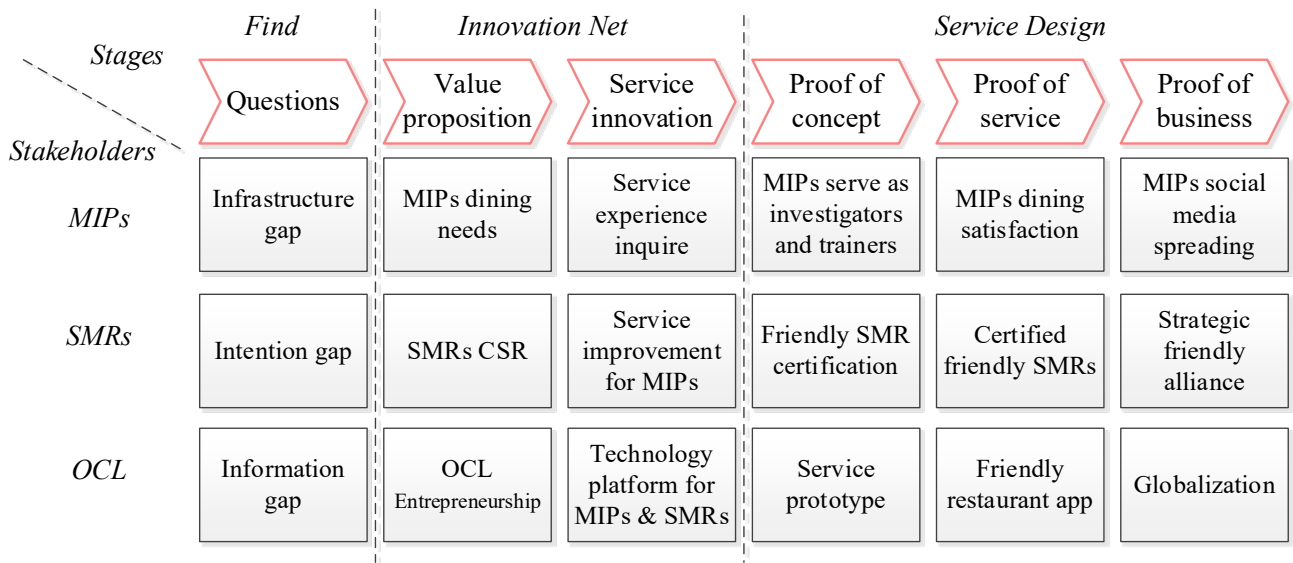 Find
Innovation Net
Service Design
Stages
Stakeholders
Questions
Value
proposition
Service
innovation
Proof of
concept
Proof of
service
Proof of
business
MIPs
Infrastructure
gap
MIPs dining
needs
Service
experience
inquire
MIPs serve as
investigators
and trainers
MIPs dining
satisfaction
MIPs social
media
spreading
SMRs
Intention gap
SMRs CSR
Service
improvement
for MIPs
Friendly SMR
certification
Certified
friendly SMRs
Strategic
friendly
alliance
OCL
Information
gap
OCL
Entrepreneurship
Technology
platform for
MIPs & SMRs
Service
prototype
Friendly
restaurant app
Globalization